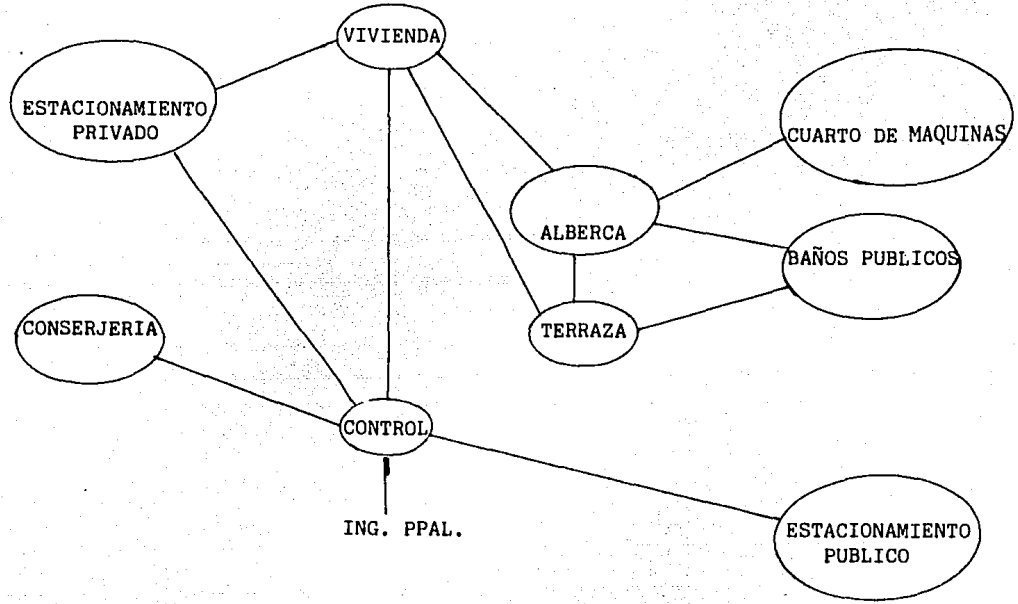 VIVIENDA
ESTACIONAMIENTO
PRIVADO
CUARTO DE MAQUINAS
ALBERCA
BAÑOS PUBLICOS
CONSERJERIA
TERRAZA
CONTROL
ING. PPAL.
ESTACIONAMIENTO
PUBLICO